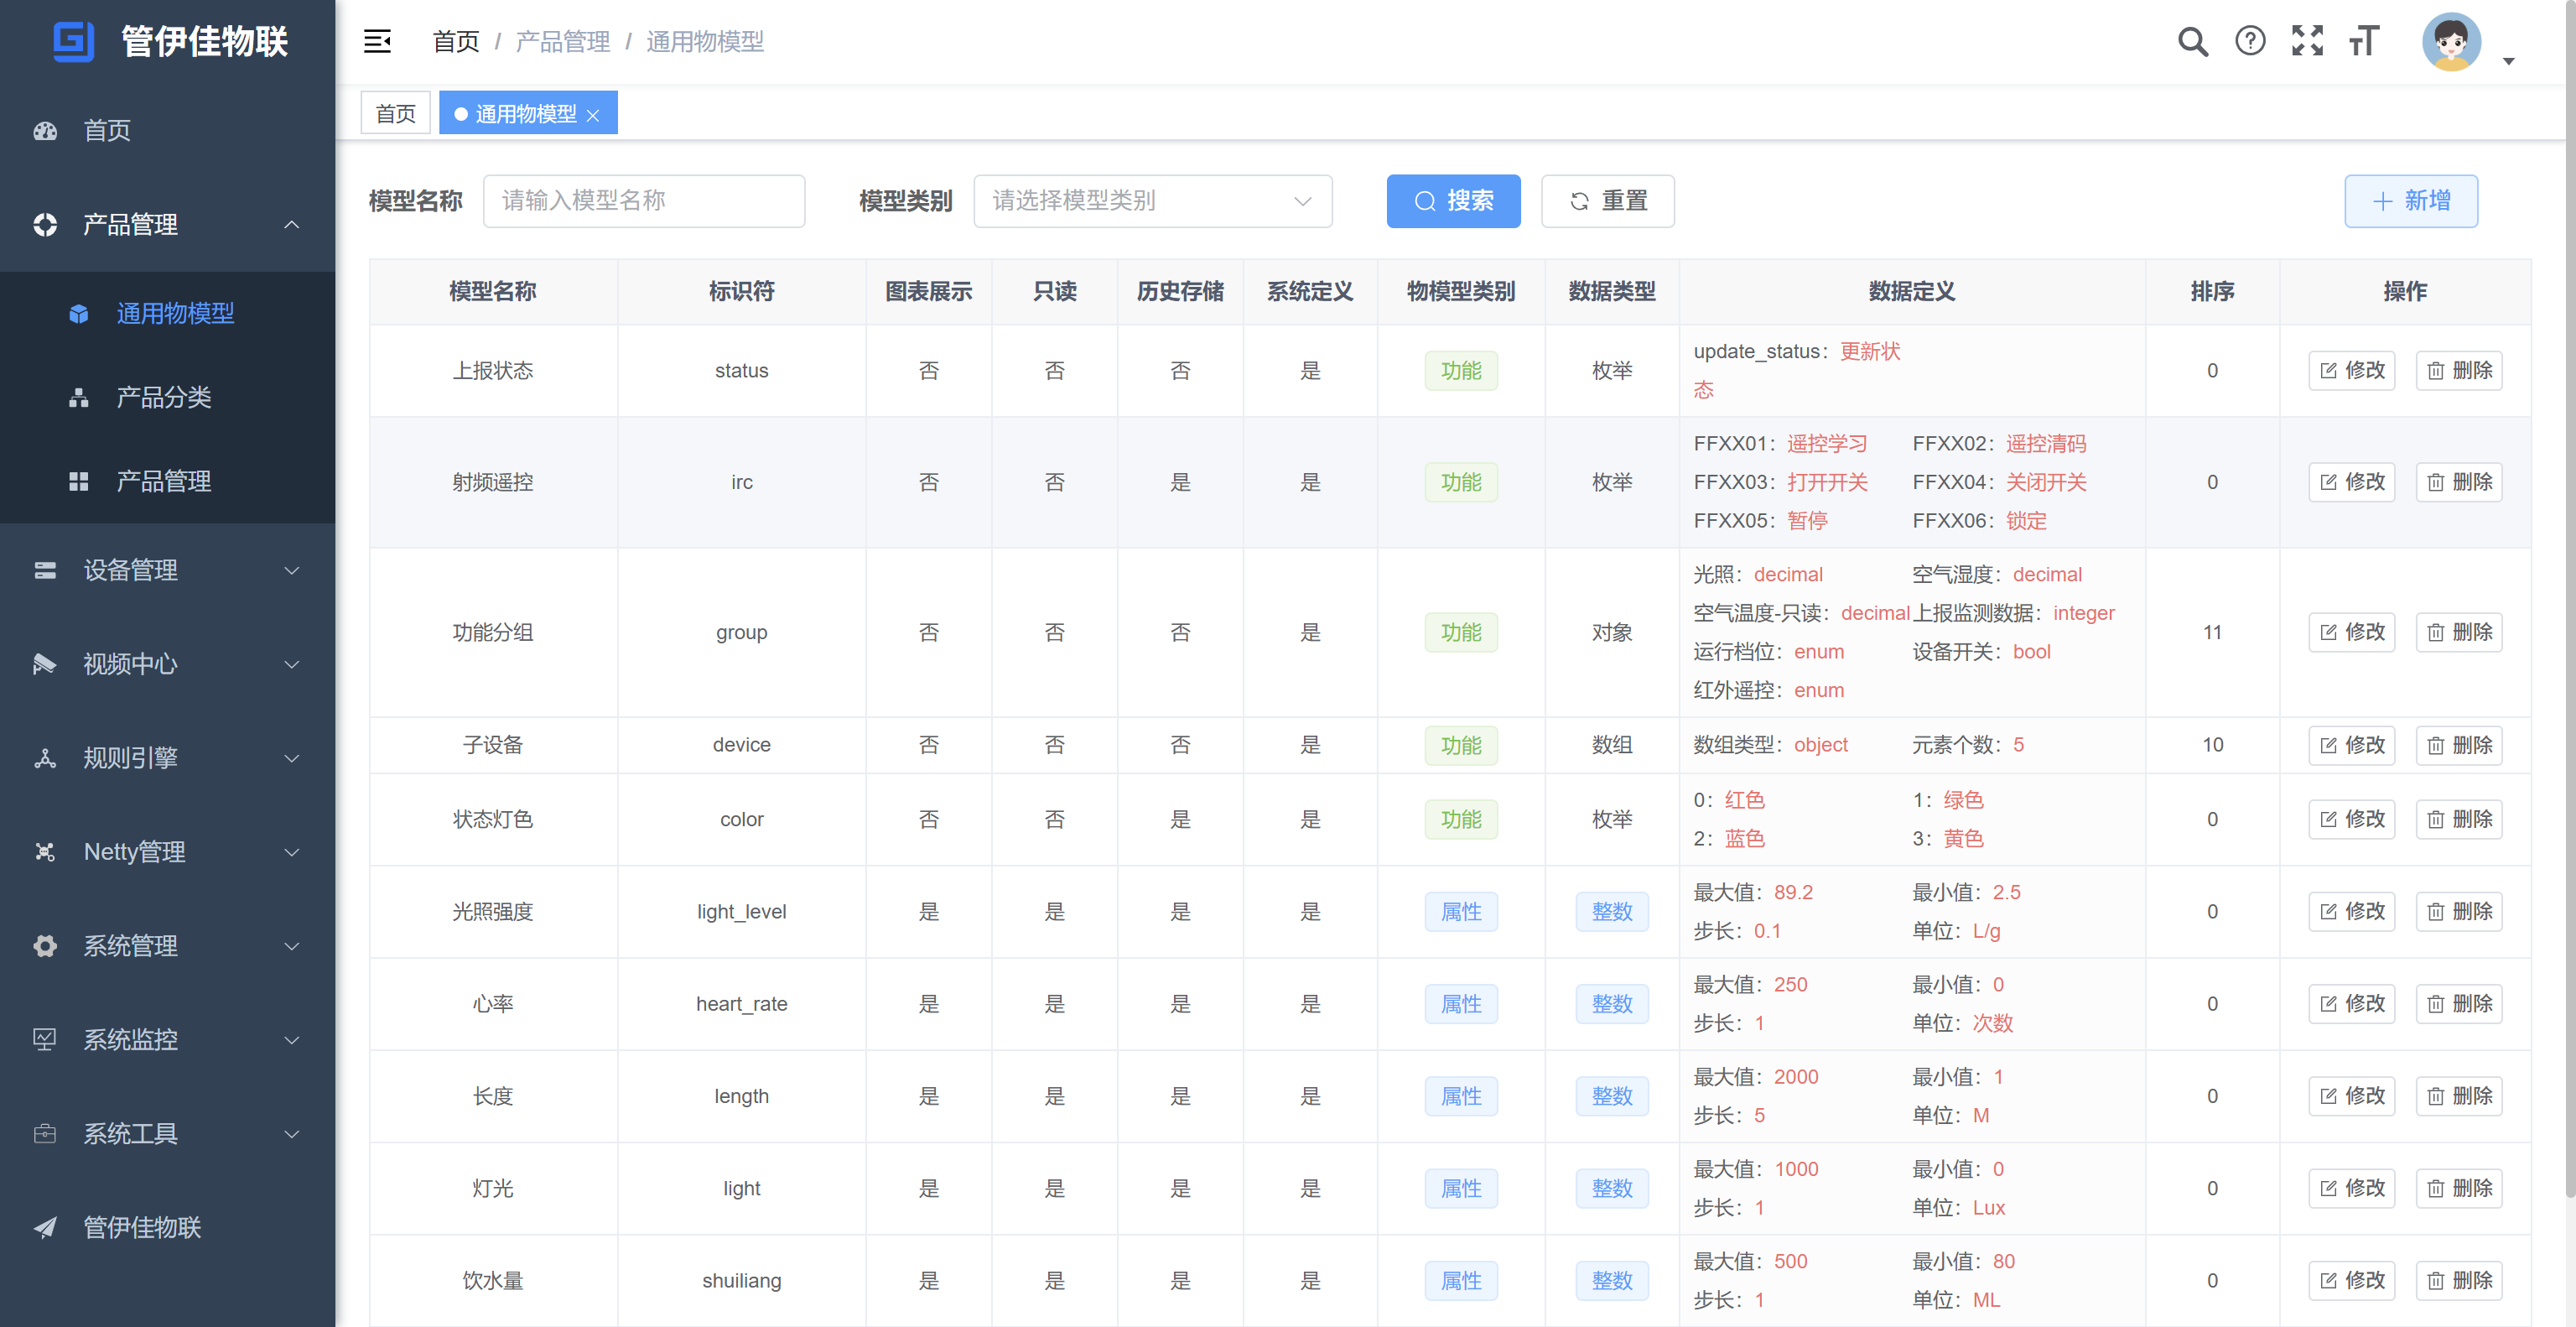 管伊佳物联
首页 / 产品管理 / 通用物模型
首页
通用物模型
首页
产品管理
通用物模型
产品分类
产品管理
设备管理
视频中心
规则引擎
Netty管理
系统管理
系统监控
系统工具
管伊佳物联
模型名称 请输入模型名称 模型类别 请选择模型类别 搜索 重置 新增
模型名称 标识符 图表展示 只读 历史存储 系统定义 物模型类别 数据类型 数据定义 排序 操作
上报状态 status 否 否 否 是 功能 枚举 update_status：更新状 0 修改 删除
态
射频遥控 irc 否 否 是 是 功能 枚举 0 修改 删除
FFXX01：遥控学习 FFXX02：遥控清码
FFXX03：打开开关 FFXX04：关闭开关
FFXX05：暂停 FFXX06：锁定
功能分组 group 否 否 否 是 功能 对象 11 修改 删除
光照：decimal 空气湿度：decimal
空气温度-只读：decimal 上报监测数据：integer
运行档位：enum 设备开关：bool
红外遥控：enum
子设备 device 否 否 否 是 功能 数组 数组类型：object 元素个数：5 10 修改 删除
状态灯色 color 否 否 是 是 功能 枚举 0 修改 删除
0：红色 1：绿色
2：蓝色 3：黄色
光照强度 light_level 是 是 是 是 属性 整数 0 修改 删除
最大值：89.2 最小值：2.5
步长：0.1 单位：L/g
心率 heart_rate 是 是 是 是 属性 整数 0 修改 删除
最大值：250 最小值：0
步长：1 单位：次数
长度 length 是 是 是 是 属性 整数 0 修改 删除
最大值：2000 最小值：1
步长：5 单位：M
灯光 light 是 是 是 是 属性 整数 0 修改 删除
最大值：1000 最小值：0
步长：1 单位：Lux
饮水量 shuiliang 是 是 是 是 属性 整数 0 修改 删除
最大值：500 最小值：80
步长：1 单位：ML